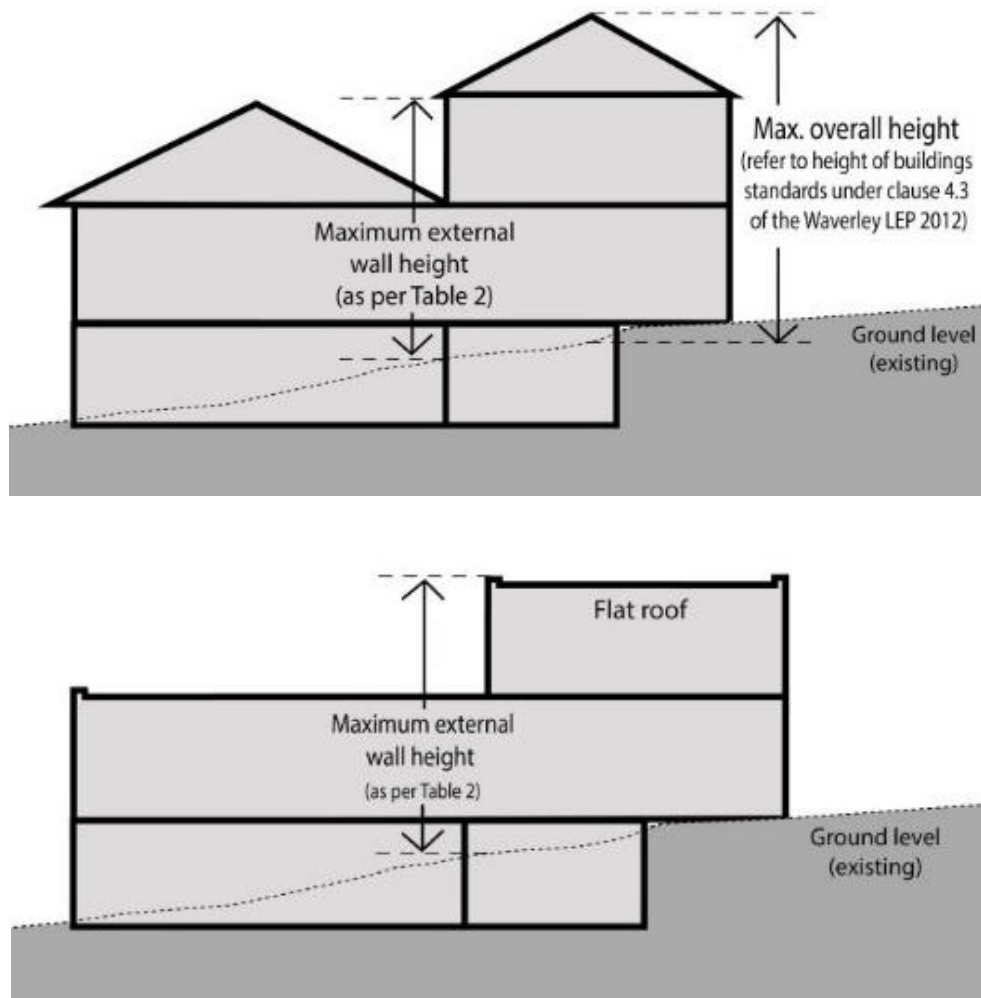 Max. overall height
(refer to height of buildings
standards under clause 4.3
of the Waverley LEP 2012)
Maximum external
wall height
(as per Table 2)
Ground level
(existing)
Flat roof
Maximum external
wall height
(as per Table 2)
Ground level
(existing)